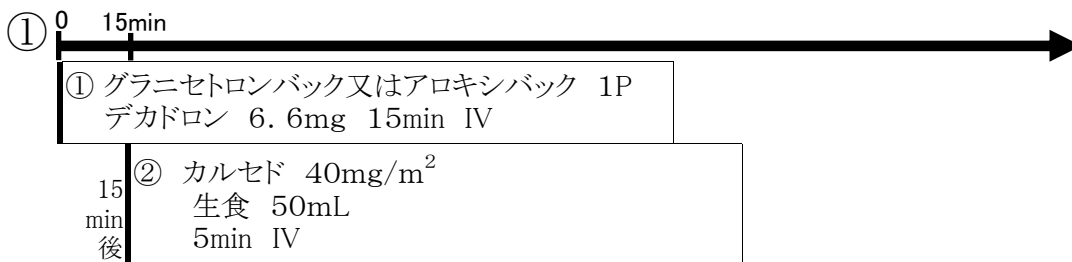 ①
0 15min
① グラニセトロンバック又はアロキシバック 1P
デカドロン 6.6mg 15min IV
15
min
後
② カルセド 40mg/m²
生食 50mL
5min IV